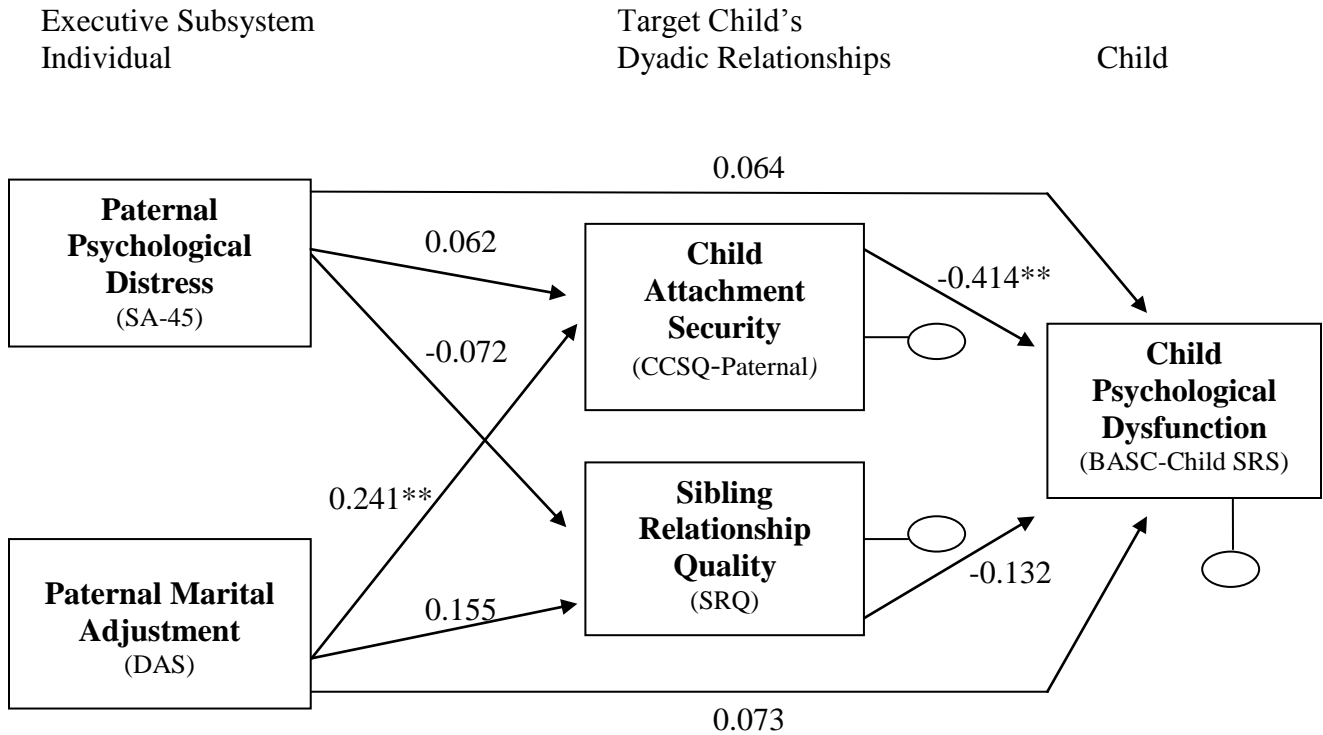 Executive Subsystem
Individual
Target Child’s
Dyadic Relationships
Child
0.064
Paternal
Psychological
Distress
(SA-45)
0.062
-0.072
Child
Attachment
Security
(CCSQ-Paternal)
-0.414**
Child
Psychological
Dysfunction
(BASC-Child SRS)
0.241**
Sibling
Relationship
Quality
(SRQ)
-0.132
Paternal Marital
Adjustment
(DAS)
0.155
0.073